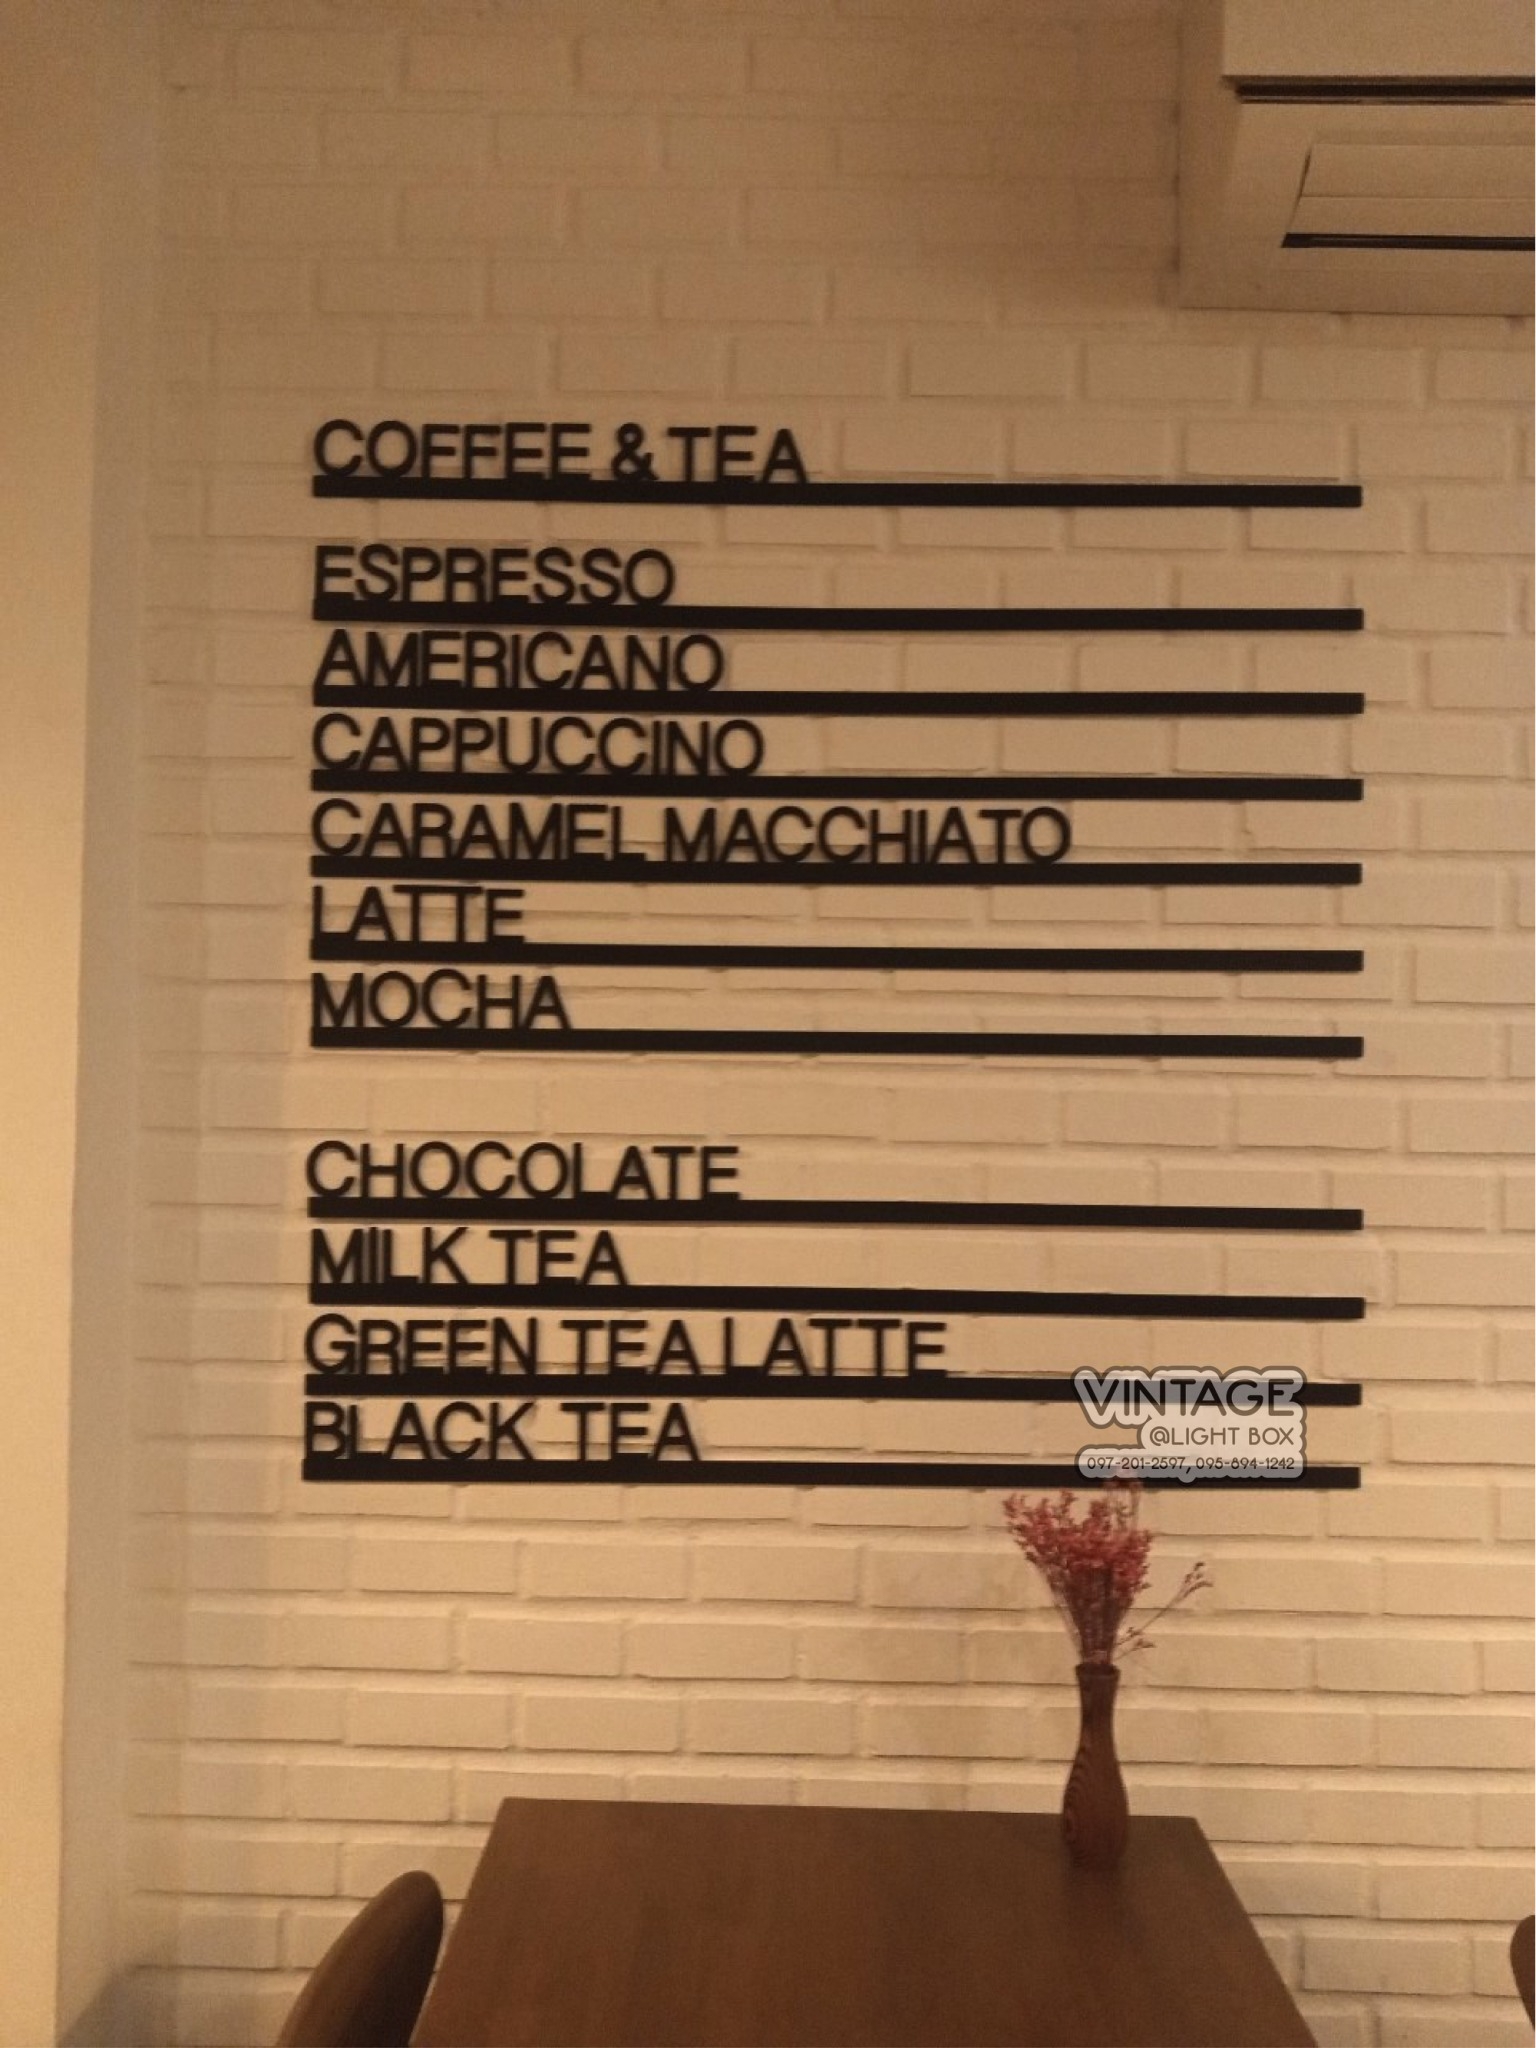 COFFEE & TEA
ESPRESSO
AMERICANO
CAPPUCCINO
CARAMEL MACCHIATO
LATTE
MOCHA
CHOCOLATE
MILK TEA
GREEN TEA LATTE
BLACK TEA
VINTAGE
@LIGHT BOX
097-201-2597, 095-894-1242